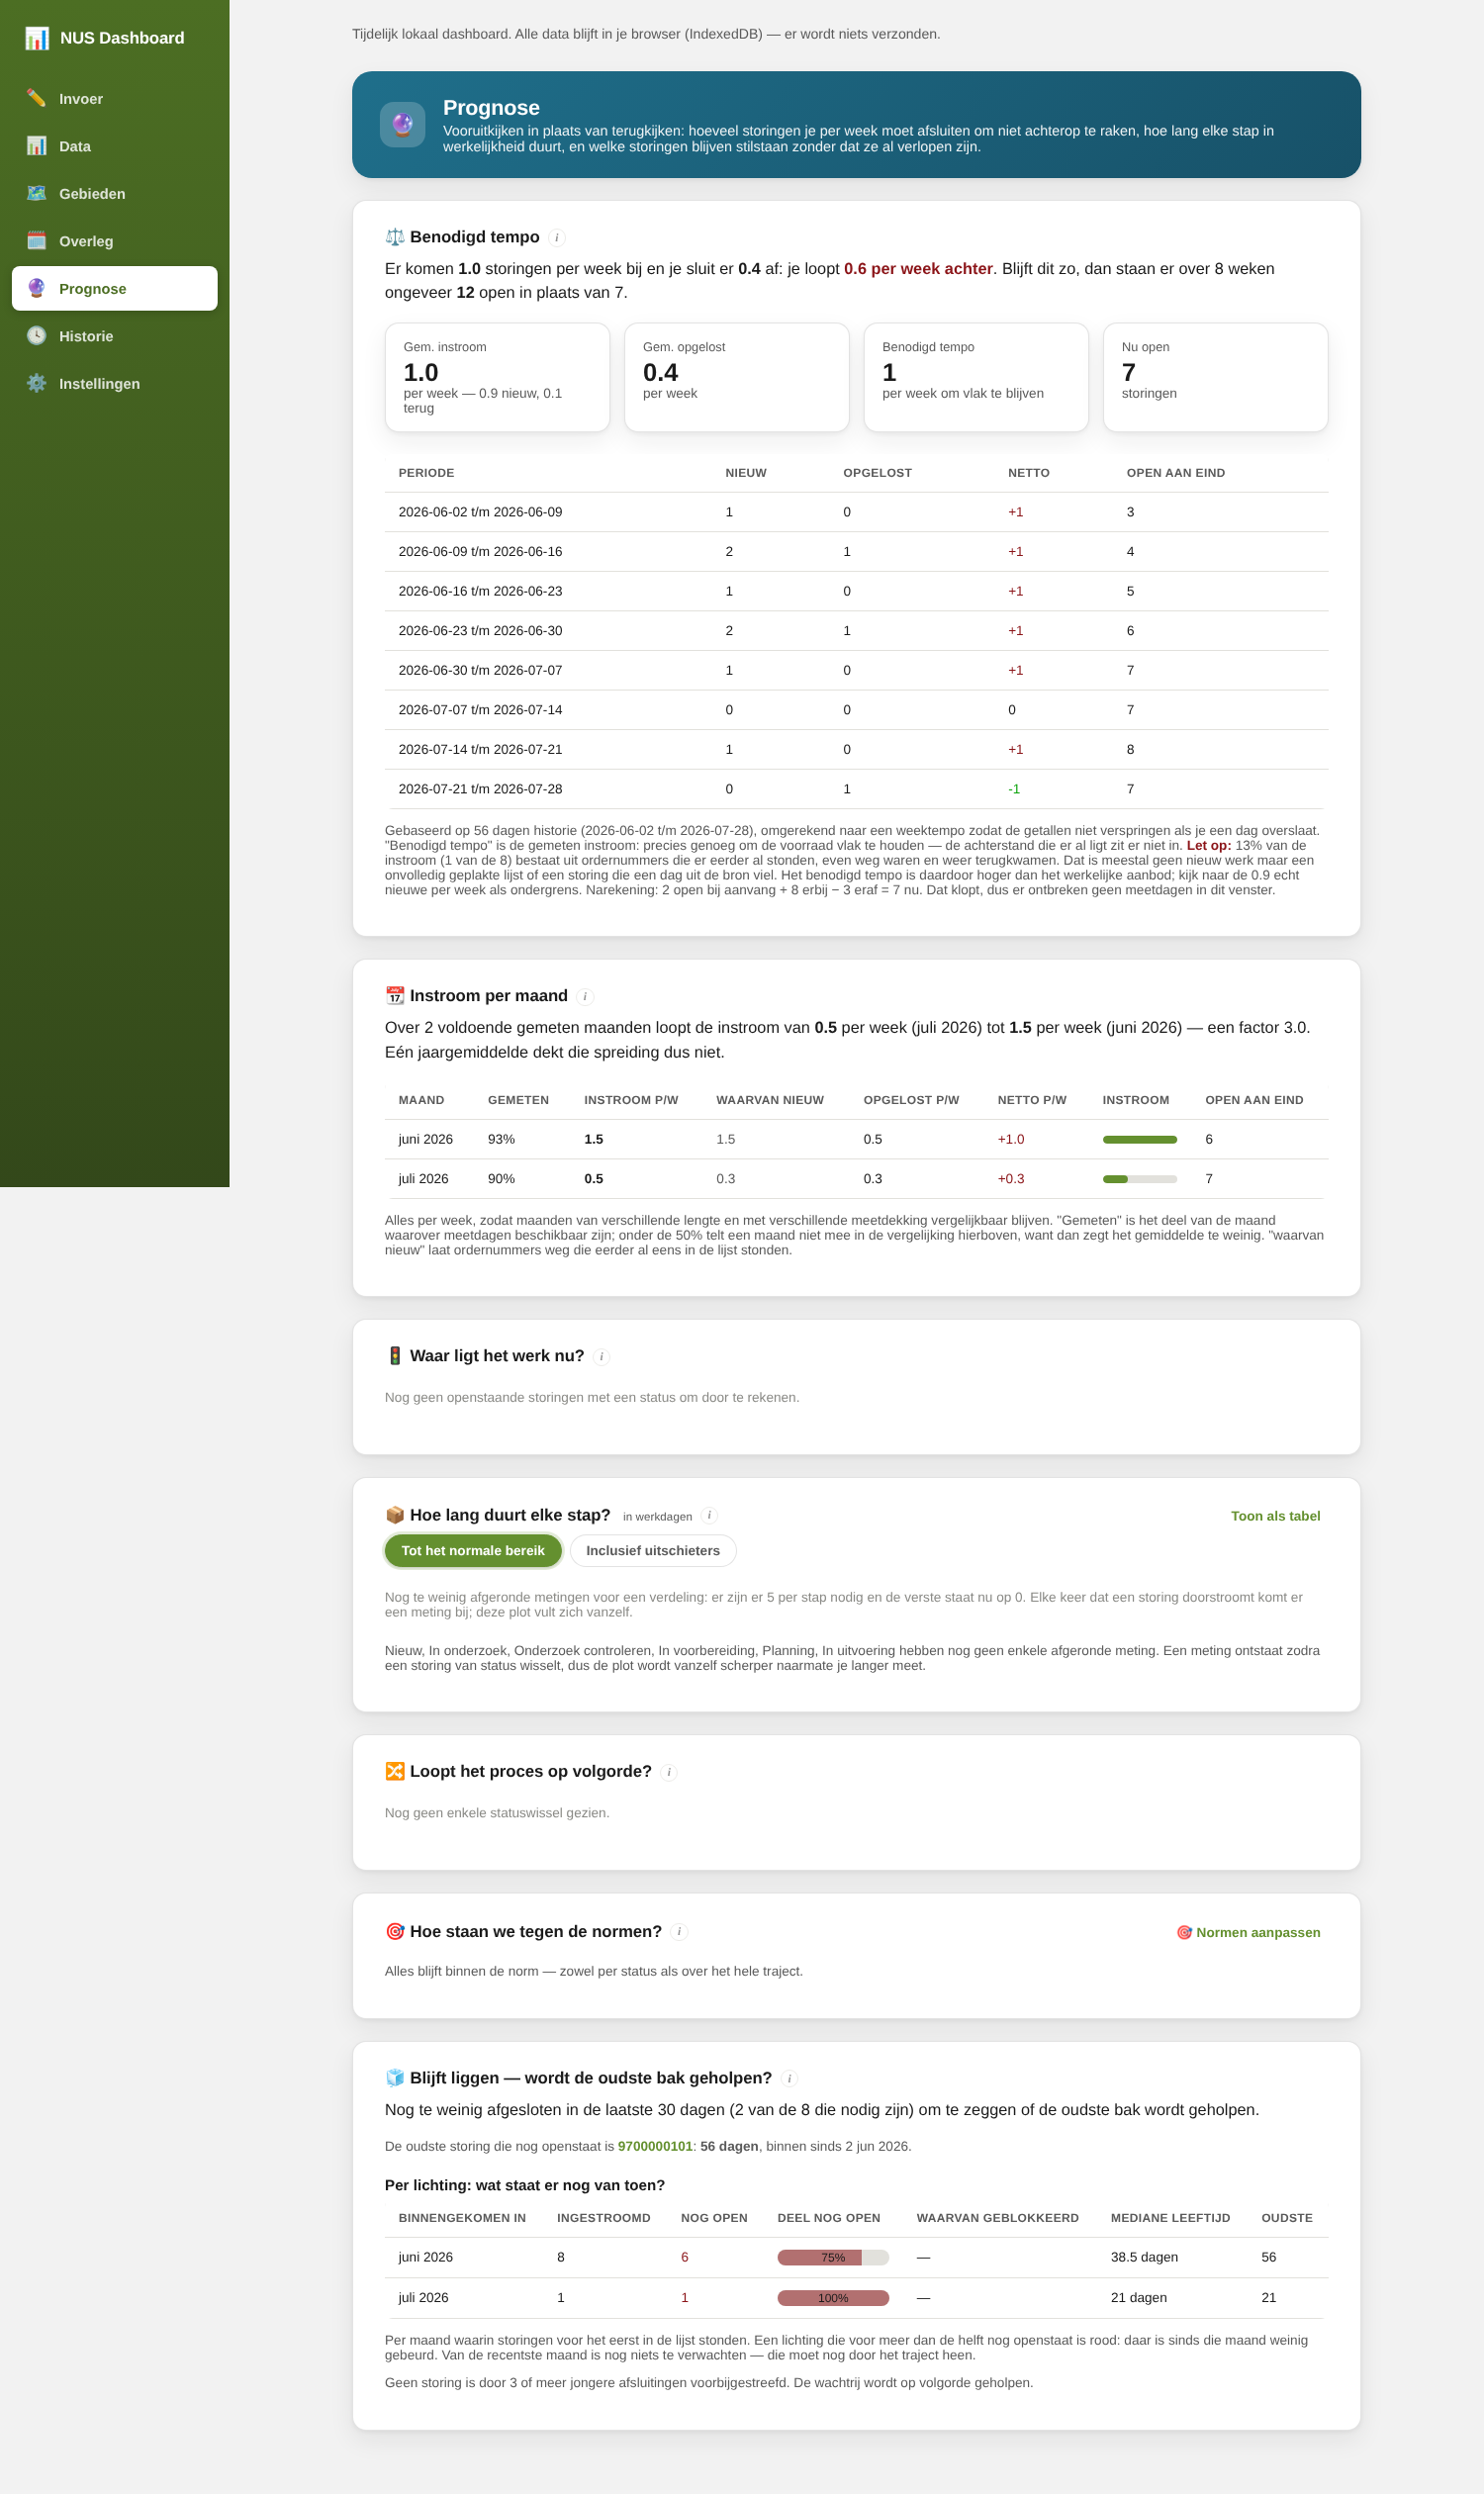 NUS Dashboard
Invoer
Data
Gebieden
Overleg
Prognose
Historie
Instellingen
Tijdelijk lokaal dashboard. Alle data blijft in je browser (IndexedDB) — er wordt niets verzonden.
Prognose
Vooruitkijken in plaats van terugkijken: hoeveel storingen je per week moet afsluiten om niet achterop te raken, hoe lang elke stap in
werkelijkheid duurt, en welke storingen blijven stilstaan zonder dat ze al verlopen zijn.
Benodigd tempo i
Er komen 1.0 storingen per week bij en je sluit er 0.4 af: je loopt 0.6 per week achter. Blijft dit zo, dan staan er over 8 weken
ongeveer 12 open in plaats van 7.
Gem. instroom
1.0
per week — 0.9 nieuw, 0.1
terug
Gem. opgelost
0.4
per week
Benodigd tempo
1
per week om vlak te blijven
Nu open
7
storingen
PERIODE NIEUW OPGELOST NETTO OPEN AAN EIND
2026-06-02 t/m 2026-06-09 1 0 +1 3
2026-06-09 t/m 2026-06-16 2 1 +1 4
2026-06-16 t/m 2026-06-23 1 0 +1 5
2026-06-23 t/m 2026-06-30 2 1 +1 6
2026-06-30 t/m 2026-07-07 1 0 +1 7
2026-07-07 t/m 2026-07-14 0 0 0 7
2026-07-14 t/m 2026-07-21 1 0 +1 8
2026-07-21 t/m 2026-07-28 0 1 -1 7
Gebaseerd op 56 dagen historie (2026-06-02 t/m 2026-07-28), omgerekend naar een weektempo zodat de getallen niet verspringen als je een dag overslaat.
"Benodigd tempo" is de gemeten instroom: precies genoeg om de voorraad vlak te houden — de achterstand die er al ligt zit er niet in. Let op: 13% van de
instroom (1 van de 8) bestaat uit ordernummers die er eerder al stonden, even weg waren en weer terugkwamen. Dat is meestal geen nieuw werk maar een
onvolledig geplakte lijst of een storing die een dag uit de bron viel. Het benodigd tempo is daardoor hoger dan het werkelijke aanbod; kijk naar de 0.9 echt
nieuwe per week als ondergrens. Narekening: 2 open bij aanvang + 8 erbij − 3 eraf = 7 nu. Dat klopt, dus er ontbreken geen meetdagen in dit venster.
Instroom per maand i
Over 2 voldoende gemeten maanden loopt de instroom van 0.5 per week (juli 2026) tot 1.5 per week (juni 2026) — een factor 3.0.
Eén jaargemiddelde dekt die spreiding dus niet.
MAAND GEMETEN INSTROOM P/W WAARVAN NIEUW OPGELOST P/W NETTO P/W INSTROOM OPEN AAN EIND
juni 2026 93% 1.5 1.5 0.5 +1.0 6
juli 2026 90% 0.5 0.3 0.3 +0.3 7
Alles per week, zodat maanden van verschillende lengte en met verschillende meetdekking vergelijkbaar blijven. "Gemeten" is het deel van de maand
waarover meetdagen beschikbaar zijn; onder de 50% telt een maand niet mee in de vergelijking hierboven, want dan zegt het gemiddelde te weinig. "waarvan
nieuw" laat ordernummers weg die eerder al eens in de lijst stonden.
Waar ligt het werk nu? i
Nog geen openstaande storingen met een status om door te rekenen.
Hoe lang duurt elke stap? in werkdagen i
Toon als tabel
Tot het normale bereik
Inclusief uitschieters
Nog te weinig afgeronde metingen voor een verdeling: er zijn er 5 per stap nodig en de verste staat nu op 0. Elke keer dat een storing doorstroomt komt er
een meting bij; deze plot vult zich vanzelf.
Nieuw, In onderzoek, Onderzoek controleren, In voorbereiding, Planning, In uitvoering hebben nog geen enkele afgeronde meting. Een meting ontstaat zodra
een storing van status wisselt, dus de plot wordt vanzelf scherper naarmate je langer meet.
Loopt het proces op volgorde? i
Nog geen enkele statuswissel gezien.
Hoe staan we tegen de normen? i
Normen aanpassen
Alles blijft binnen de norm — zowel per status als over het hele traject.
Blijft liggen — wordt de oudste bak geholpen? i
Nog te weinig afgesloten in de laatste 30 dagen (2 van de 8 die nodig zijn) om te zeggen of de oudste bak wordt geholpen.
De oudste storing die nog openstaat is 9700000101: 56 dagen, binnen sinds 2 jun 2026.
Per lichting: wat staat er nog van toen?
BINNENGEKOMEN IN INGESTROOMD NOG OPEN DEEL NOG OPEN WAARVAN GEBLOKKEERD MEDIANE LEEFTIJD OUDSTE
juni 2026 8 6 75% — 38.5 dagen 56
juli 2026 1 1 100% — 21 dagen 21
Per maand waarin storingen voor het eerst in de lijst stonden. Een lichting die voor meer dan de helft nog openstaat is rood: daar is sinds die maand weinig
gebeurd. Van de recentste maand is nog niets te verwachten — die moet nog door het traject heen.
Geen storing is door 3 of meer jongere afsluitingen voorbijgestreefd. De wachtrij wordt op volgorde geholpen.